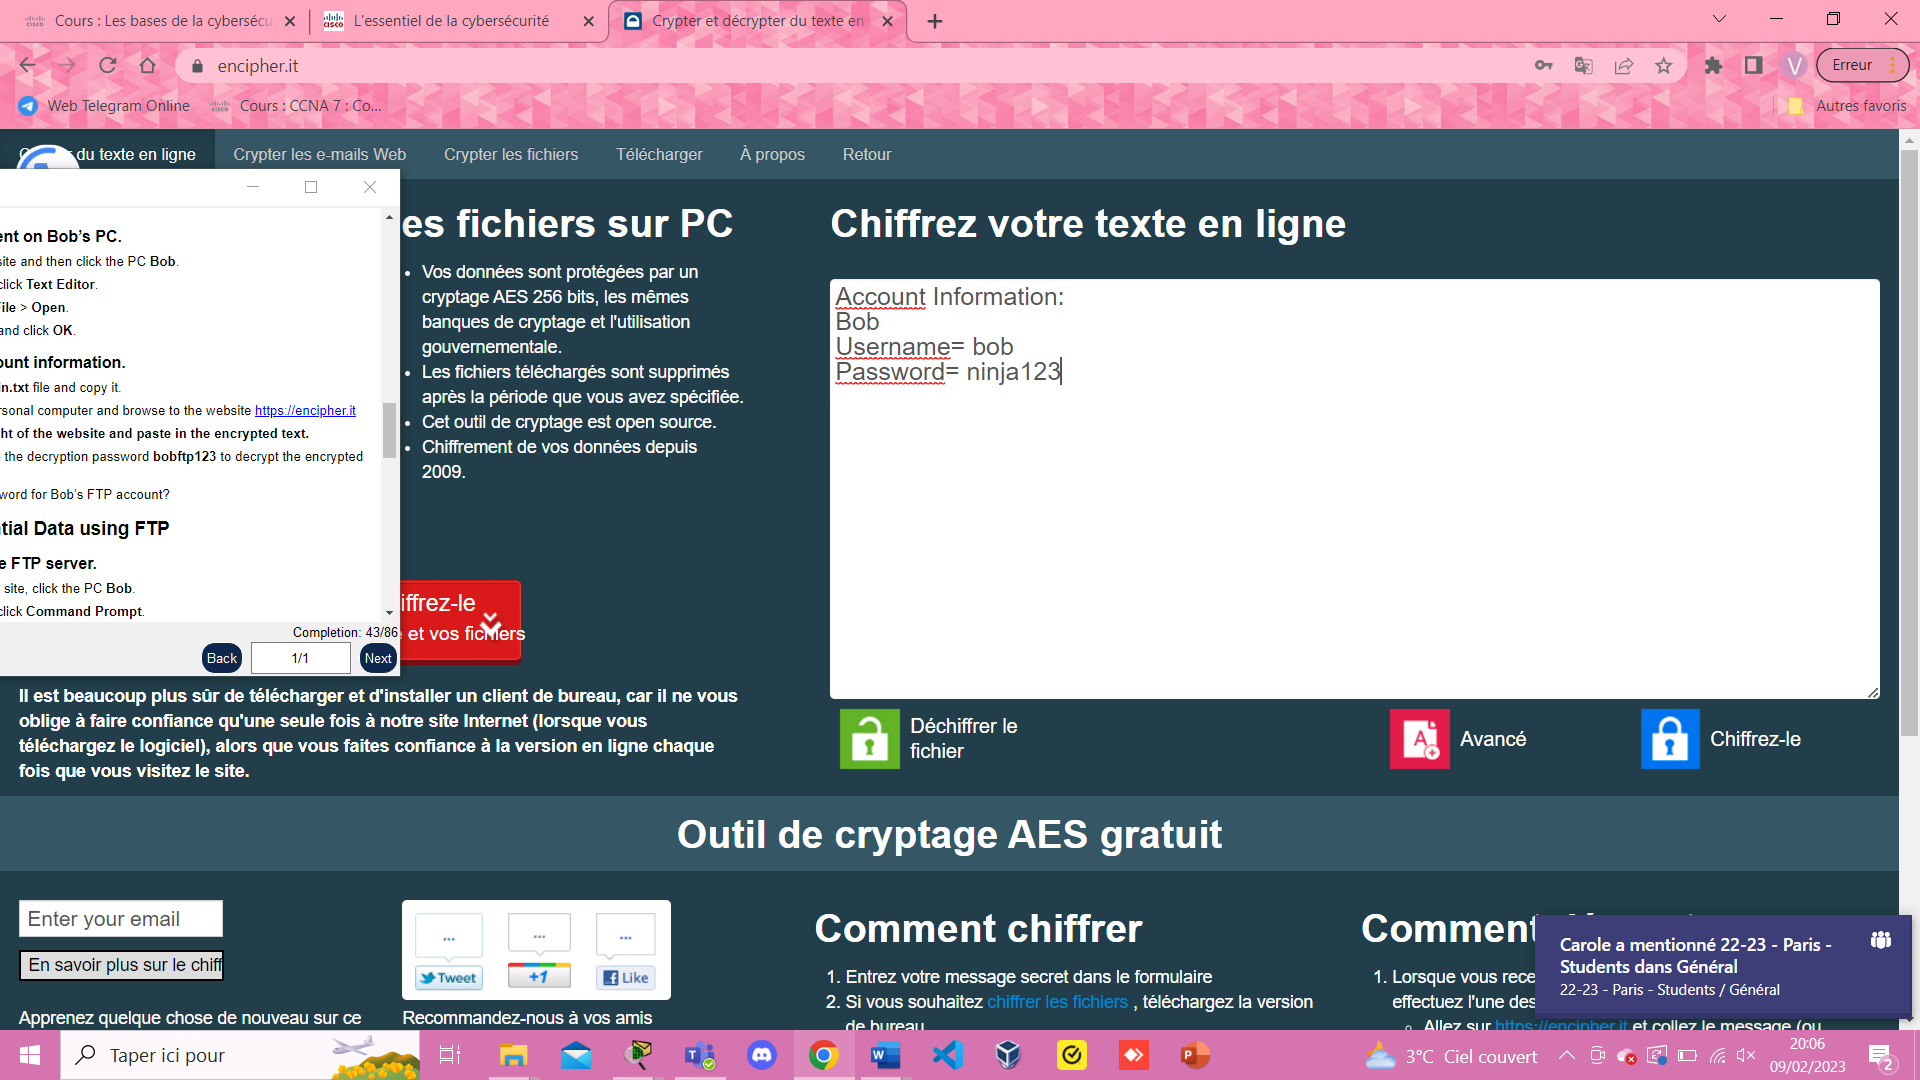 Cours : Les bases de la cybersécu
L'essentiel de la cybersécurité
Crypter et décrypter du texte en
encipher.it
V
Erreur
Web Telegram Online
Cours : CCNA 7 : Co...
Autres favoris
du texte en ligne
Crypter les e-mails Web
Crypter les fichiers
Télécharger
À propos
Retour
ent on Bob's PC.
site and then click the PC Bob.
click Text Editor.
File > Open.
and click OK.
ount information.
in.txt file and copy it.
rsonal computer and browse to the website https://encipher.it
ht of the website and paste in the encrypted text.
the decryption password bobftp123 to decrypt the encrypted
word for Bob's FTP account?
tial Data using FTP
e FTP server.
site, click the PC Bob.
click Command Prompt.
Completion: 43/86
Back
1/1
Next
es fichiers sur PC
• Vos données sont protégées par un
cryptage AES 256 bits, les mêmes
banques de cryptage et l'utilisation
gouvernementale.
• Les fichiers téléchargés sont supprimés
après la période que vous avez spécifiée.
• Cet outil de cryptage est open source.
• Chiffrement de vos données depuis
2009.
iffrez-le
et vos fichiers
Il est beaucoup plus sûr de télécharger et d'installer un client de bureau, car il ne vous
oblige à faire confiance qu'une seule fois à notre site Internet (lorsque vous
téléchargez le logiciel), alors que vous faites confiance à la version en ligne chaque
fois que vous visitez le site.
Chiffrez votre texte en ligne
Account Information:
Bob
Username= bob
Password= ninja123
Déchiffrer le
fichier
Avancé
Chiffrez-le
Outil de cryptage AES gratuit
Enter your email
En savoir plus sur le chiff
Apprenez quelque chose de nouveau sur ce
...
...
...
Tweet
+1
Like
Recommandez-nous à vos amis
Comment chiffrer
1. Entrez votre message secret dans le formulaire
2. Si vous souhaitez chiffrer les fichiers , téléchargez la version
de bureau
Comment
1. Lorsque vous rece
effectuez l'une des
Allez sur https://encipher.it et collez le message (ou
Carole a mentionné 22-23 - Paris -
Students dans Général
22-23 - Paris - Students / Général
Taper ici pour
3°C Ciel couvert
20:06
09/02/2023
2